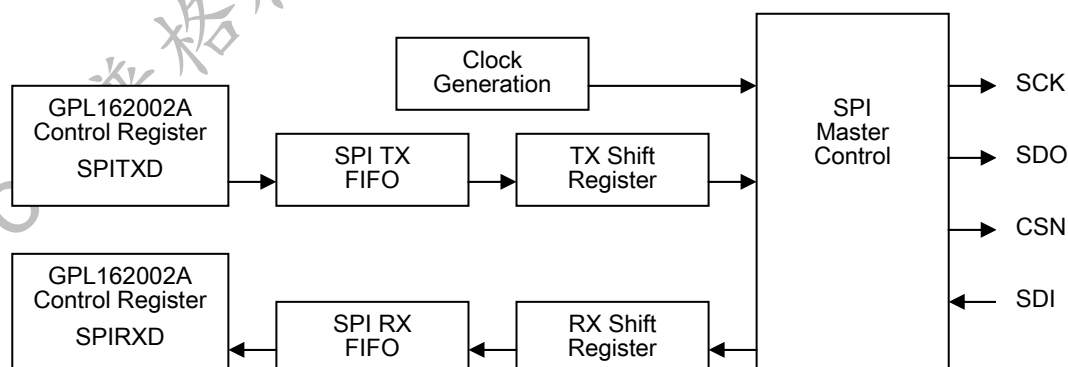 Clock
Generation
GPL162002A
Control Register
SPITXD
SPI TX
FIFO
TX Shift
Register
SPI
Master
Control
SCK
SDO
CSN
SDI
GPL162002A
Control Register
SPIRXD
SPI RX
FIFO
RX Shift
Register